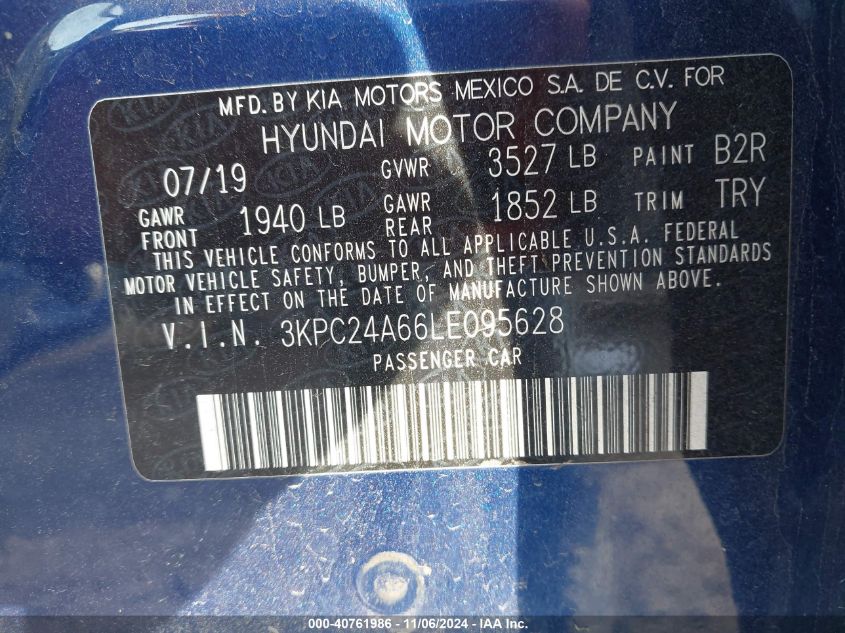 MFD. BY KIA MOTORS MEXICO S.A. DE C.V. FOR
HYUNDAI MOTOR COMPANY
07/19 GVWR 3527 LB PAINT B2R
GAWR FRONT 1940 LB GAWR REAR 1852 LB TRIM TRY
THIS VEHICLE CONFORMS TO ALL APPLICABLE U.S.A. FEDERAL
MOTOR VEHICLE SAFETY, BUMPER, AND THEFT PREVENTION STANDARDS
IN EFFECT ON THE DATE OF MANUFACTURE SHOWN ABOVE.
V.I.N. 3KPC24A66LE095628
PASSENGER CAR
000-40761986 - 11/06/2024 - IAA Inc.